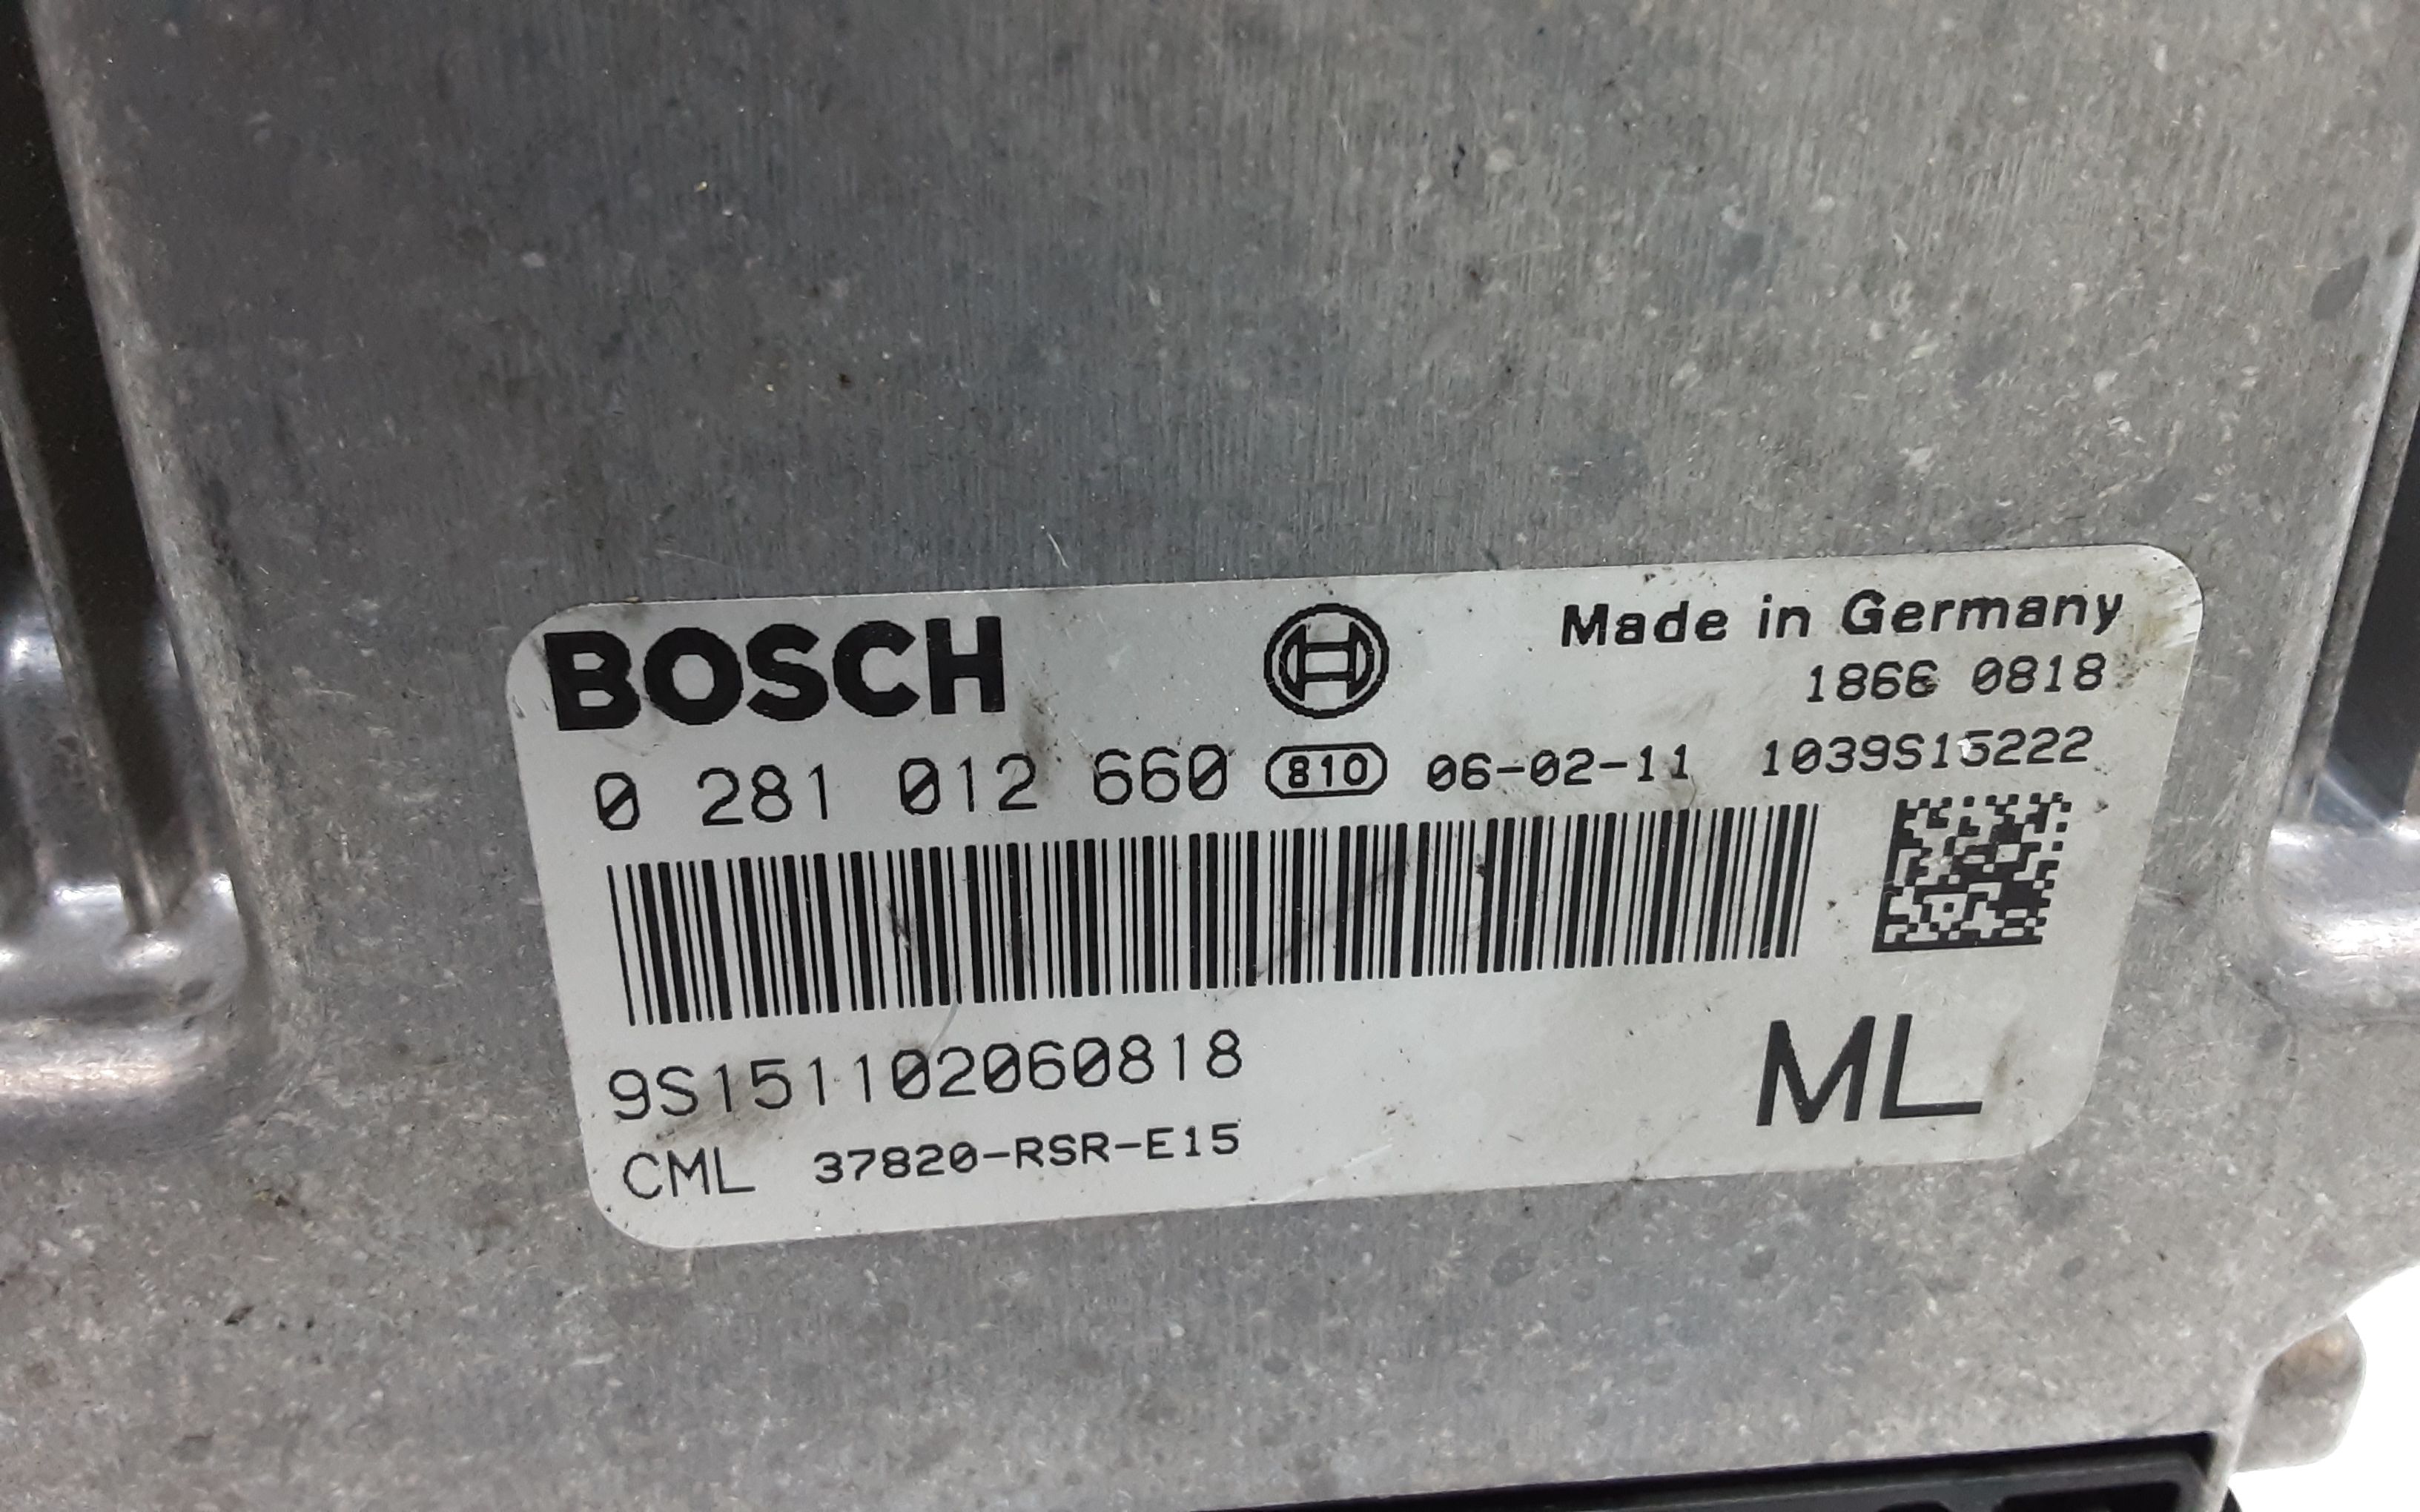 BOSCH
Made in Germany
1866 0818
0 281 012 660 810 06-02-11 1039S15222
9S151102060818
ML
CML 37820-RSR-E15